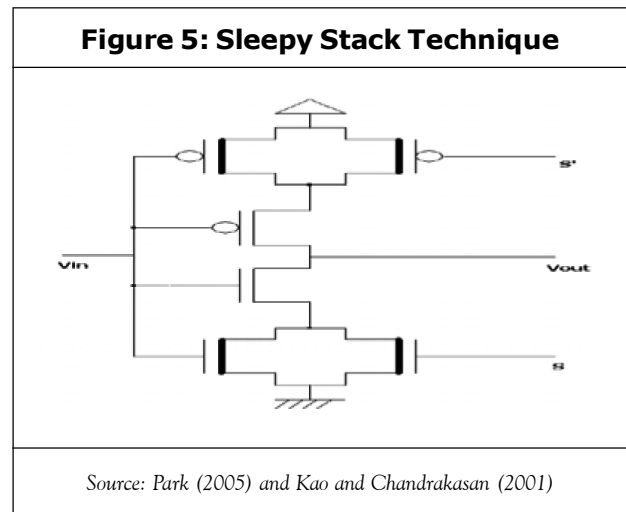 Figure 5: Sleepy Stack Technique
S'
Vin
Vout
S
Source: Park (2005) and Kao and Chandrakasan (2001)